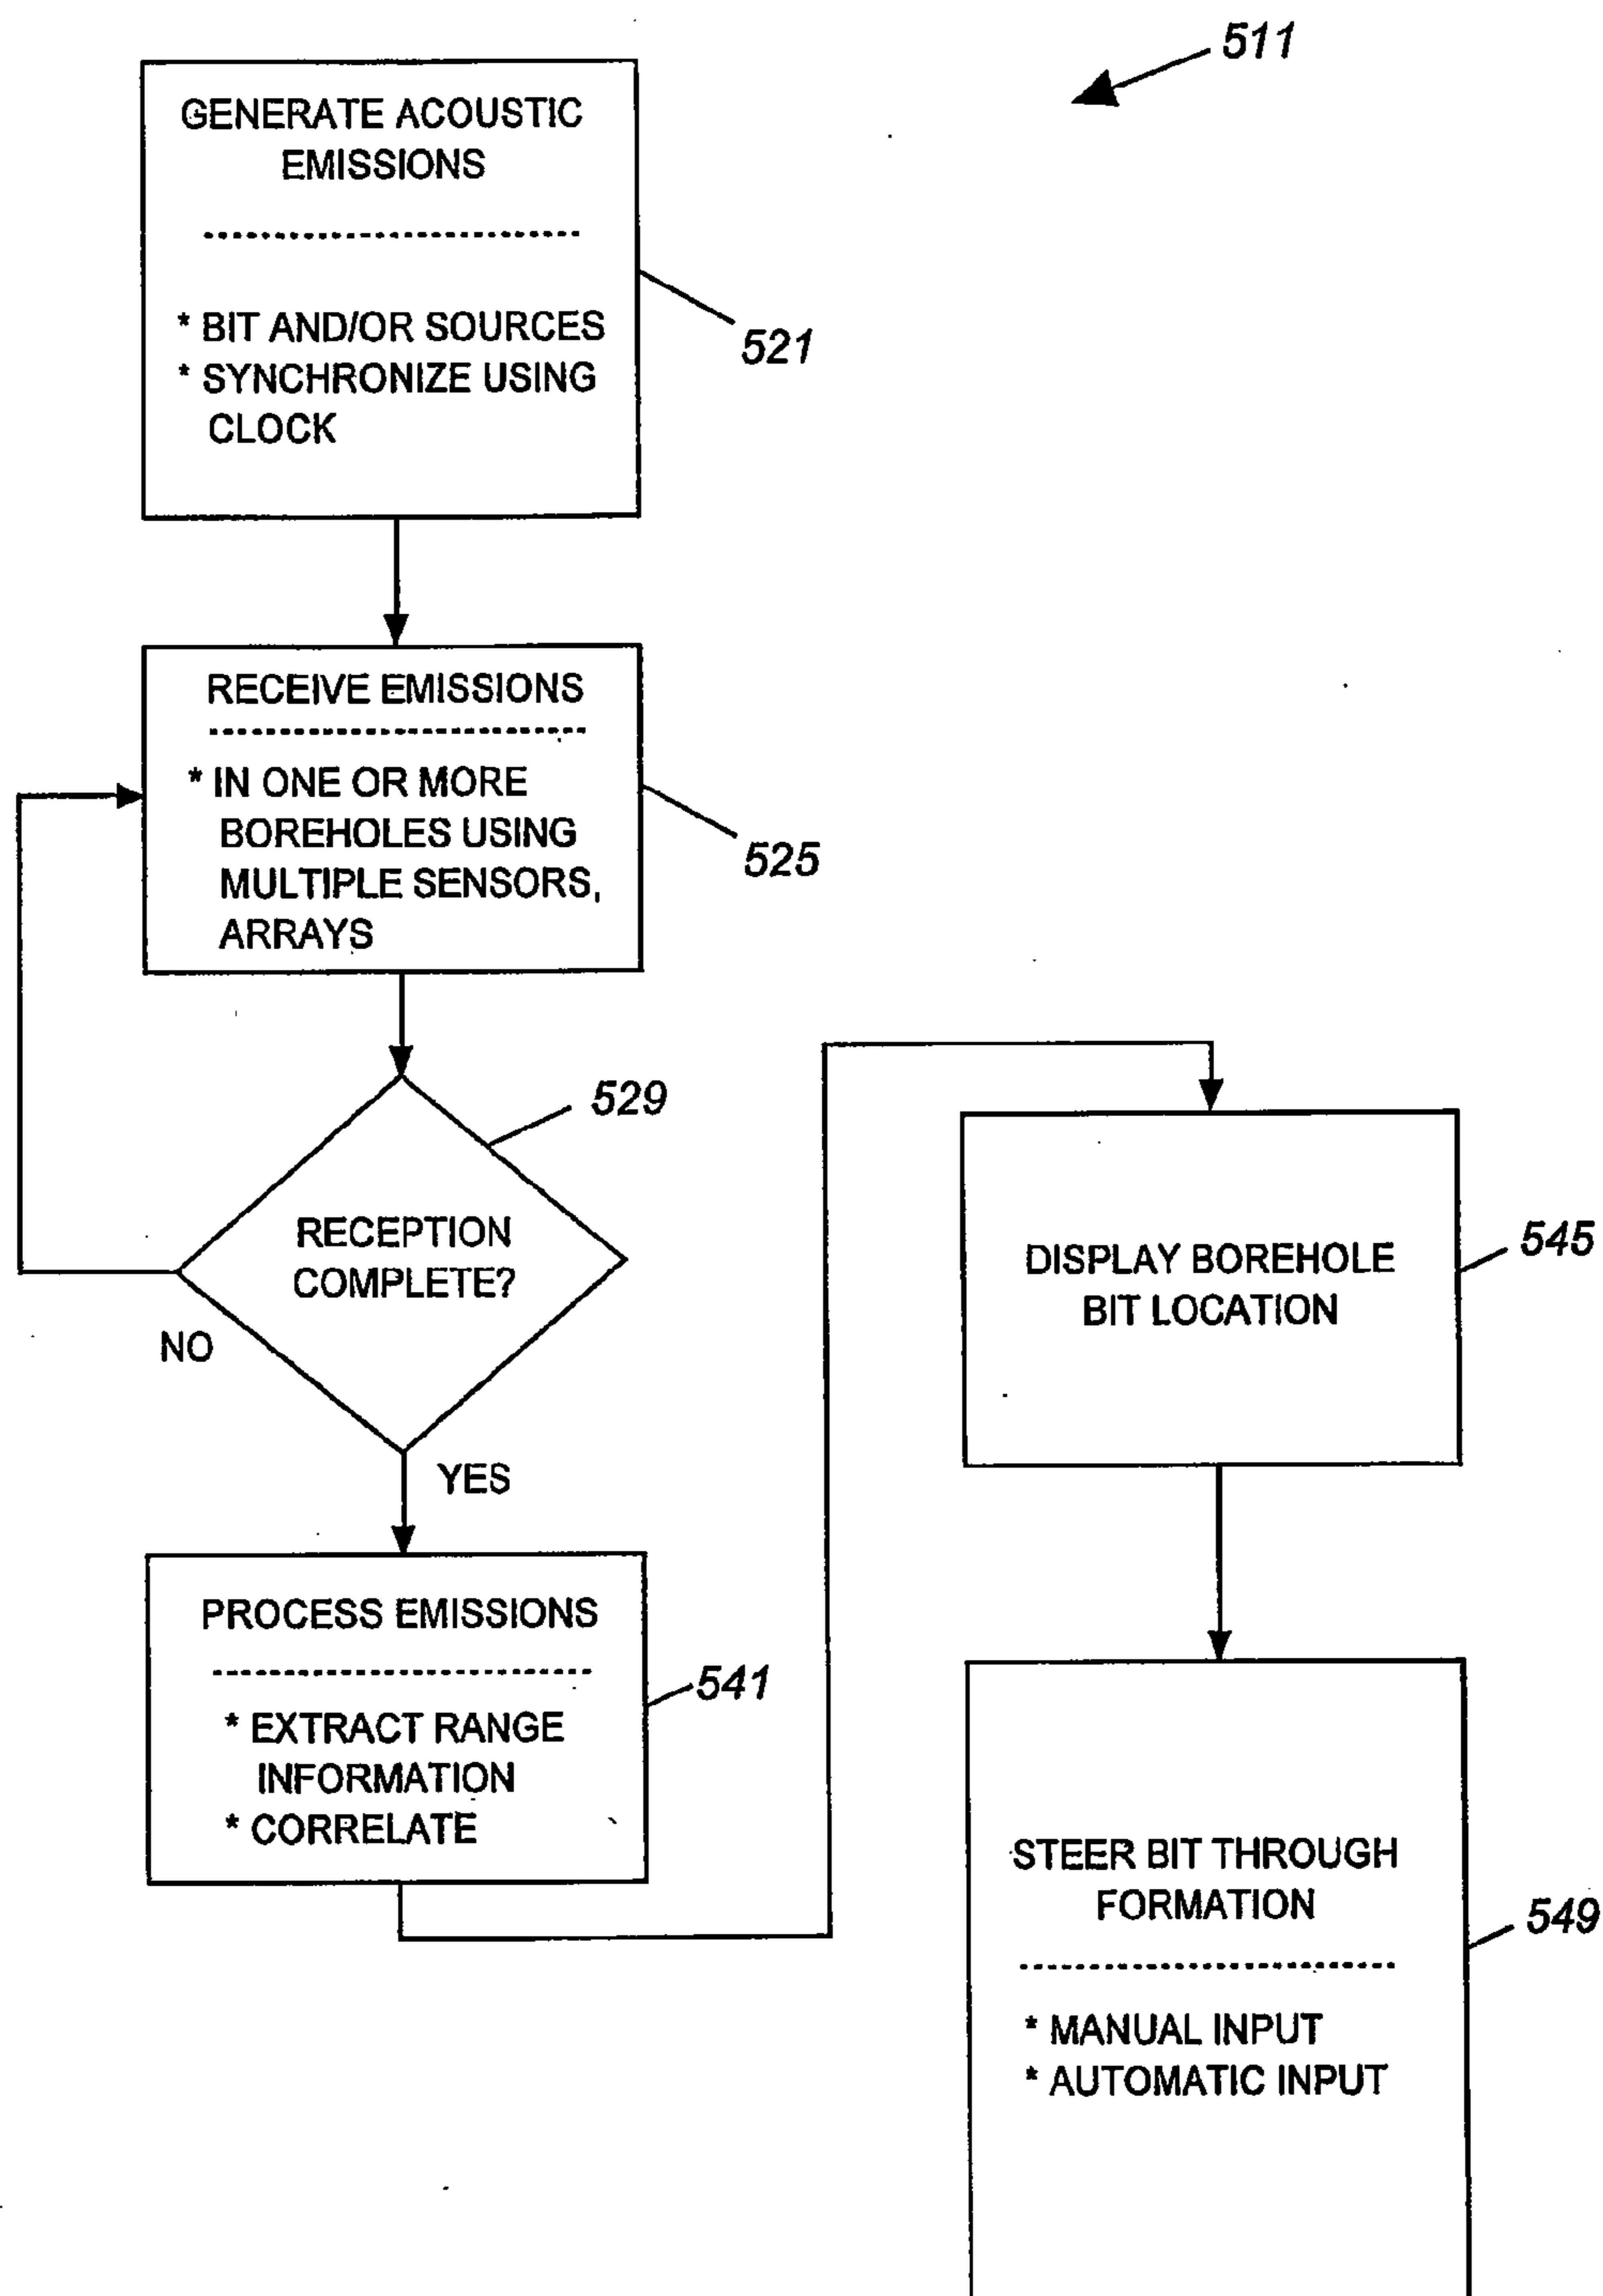 511
GENERATE ACOUSTIC
EMISSIONS
* BIT AND/OR SOURCES
* SYNCHRONIZE USING
CLOCK
521
RECEIVE EMISSIONS
* IN ONE OR MORE
BOREHOLES USING
MULTIPLE SENSORS,
ARRAYS
525
529
RECEPTION
COMPLETE?
NO
YES
PROCESS EMISSIONS
* EXTRACT RANGE
INFORMATION
* CORRELATE
541
DISPLAY BOREHOLE
BIT LOCATION
545
STEER BIT THROUGH
FORMATION
* MANUAL INPUT
* AUTOMATIC INPUT
549